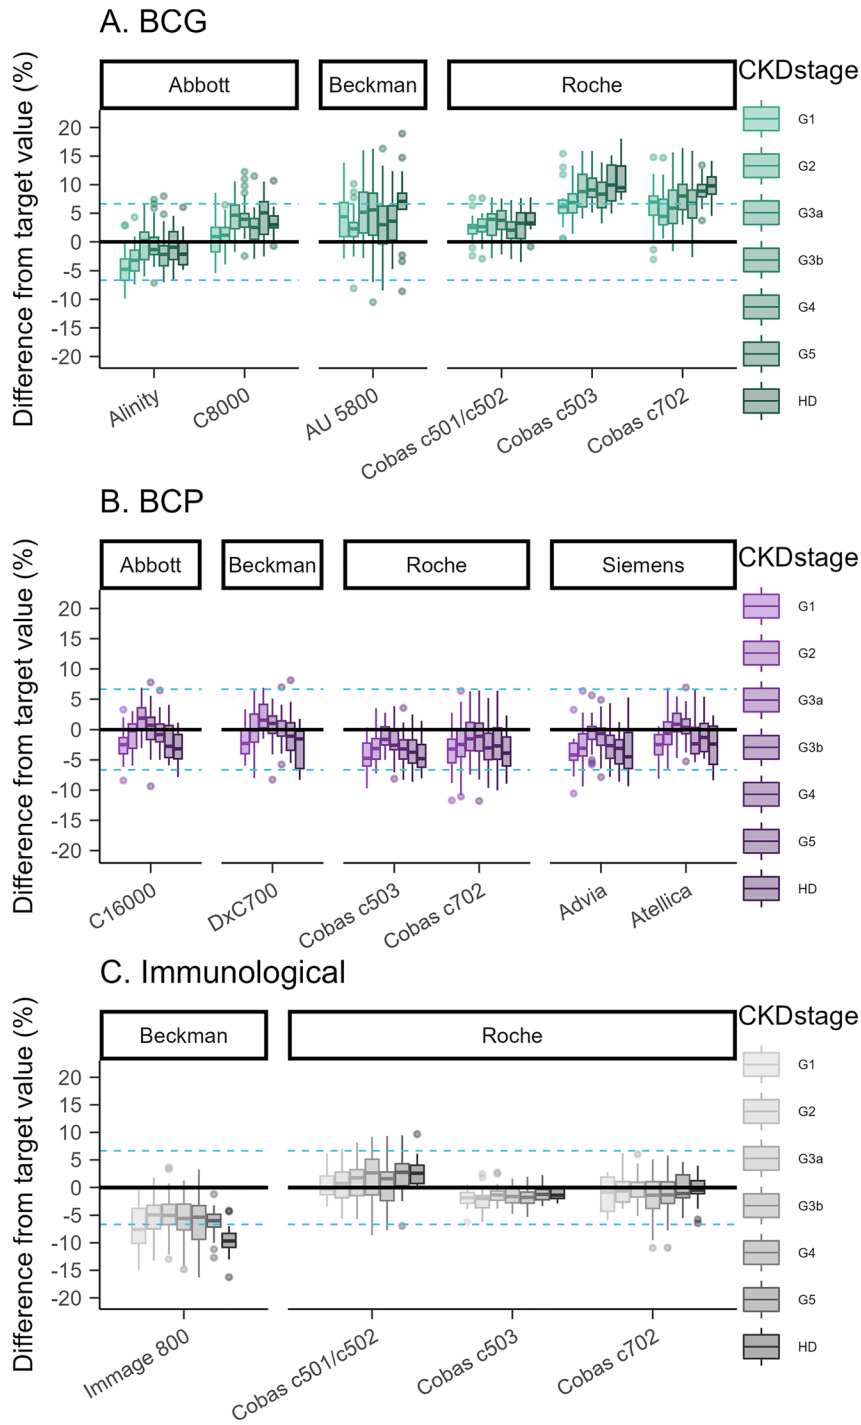 A. BCG
Difference from target value (%)
Abbott
Beckman
Roche
20
15
10
5
0
-5
-10
-15
-20
Alinity
C8000
AU 5800
Cobas c501/c502
Cobas c503
Cobas c702
CKDstage
G1
G2
G3a
G3b
G4
G5
HD
B. BCP
Difference from target value (%)
Abbott
Beckman
Roche
Siemens
20
15
10
5
0
-5
-10
-15
-20
C16000
DxC700
Cobas c503
Cobas c702
Advia
Atellica
CKDstage
G1
G2
G3a
G3b
G4
G5
HD
C. Immunological
Difference from target value (%)
Beckman
Roche
20
15
10
5
0
-5
-10
-15
-20
Immage 800
Cobas c501/c502
Cobas c503
Cobas c702
CKDstage
G1
G2
G3a
G3b
G4
G5
HD